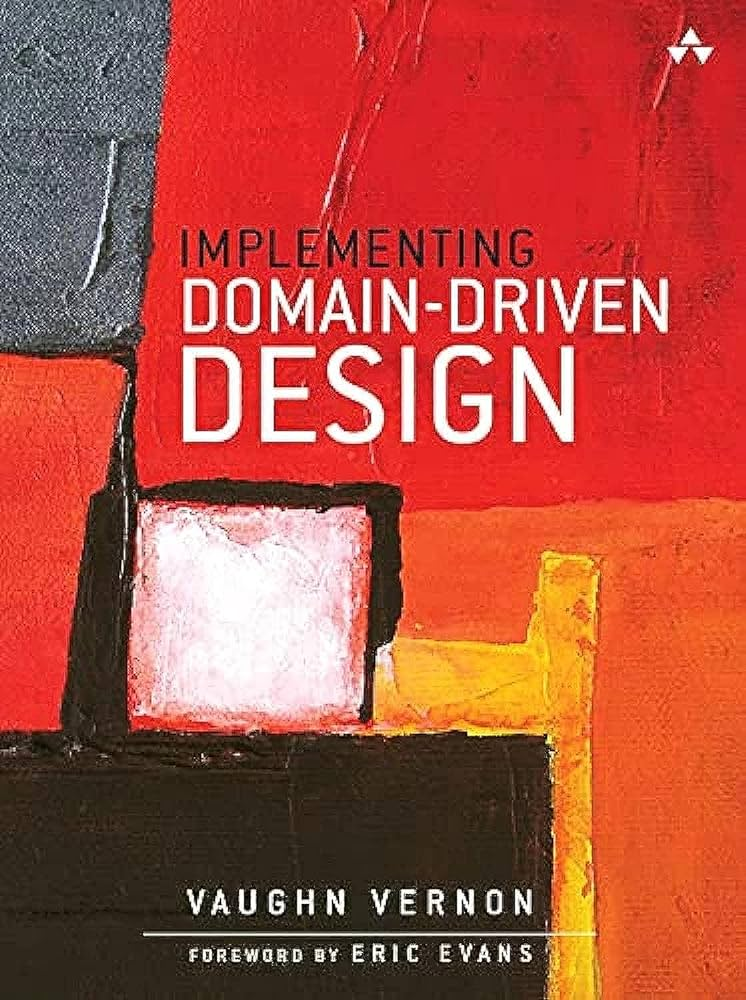 IMPLEMENTING
DOMAIN-DRIVEN
DESIGN
VAUGHN VERNON
FOREWORD BY ERIC EVANS